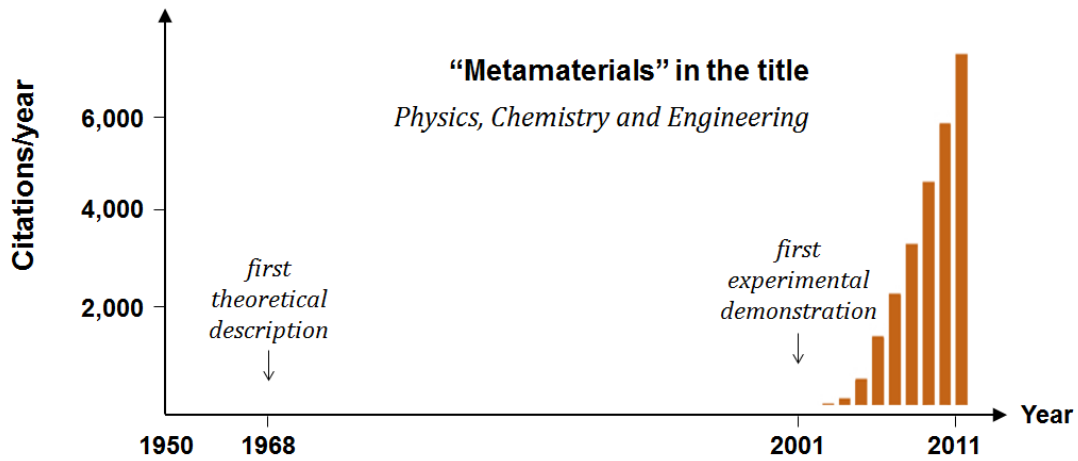 “Metamaterials” in the title
Physics, Chemistry and Engineering
Citations/year
6,000
4,000
2,000
first
theoretical
description
first
experimental
demonstration
Year
1950
1968
2001
2011